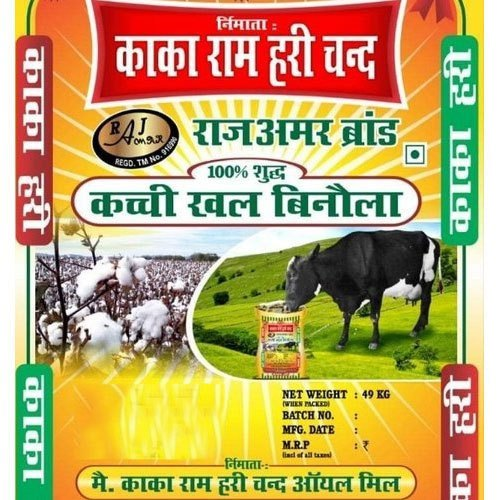 निर्माता :
काका राम हरी चन्द
RAJ
AMAR
REGD. TM No. 918980
राजअमर ब्रांड
100% शुद्ध
कच्ची खल बिनौला
काका हरी
काका हरी
काका
हरी
NET WEIGHT : 49 KG
(WHEN PACKED)
BATCH NO. :
MFG. DATE :
M.R.P : ₹
(incl of all taxes)
निर्माता-:
मै. काका राम हरी चन्द ऑयल मिल